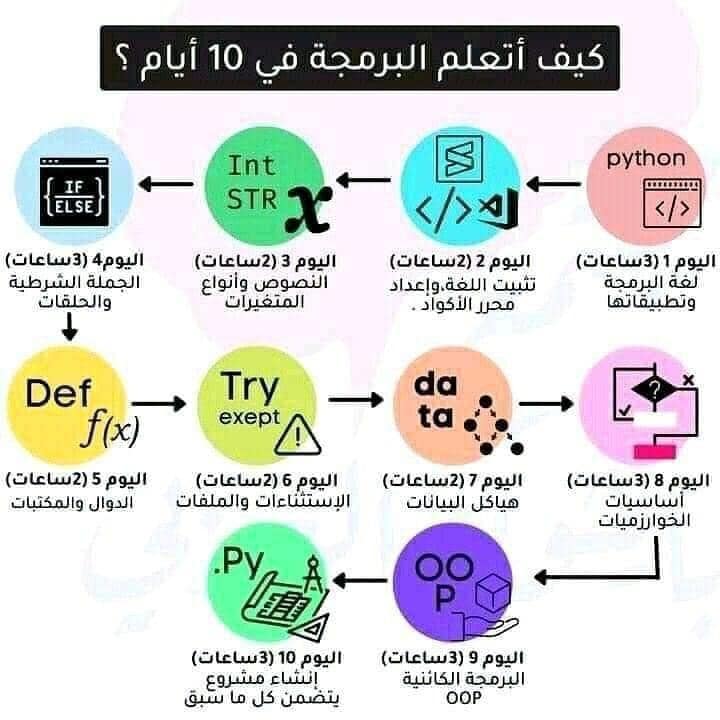 كيف أتعلم البرمجة في 10 أيام ؟
python
</>
اليوم 1 (3ساعات)
لغة البرمجة
وتطبيقاتها
</>
اليوم 2 (2ساعات)
تثبيت اللغة،وإعداد
محرر الأكواد .
Int
STR
x
اليوم 3 (2ساعات)
النصوص وأنواع
المتغيرات
{IF
ELSE}
اليوم4 (3ساعات)
الجملة الشرطية
والحلقات
Def
f(x)
اليوم 5 (2ساعات)
الدوال والمكتبات
Try
exept
!
اليوم 6 (2ساعات)
الإستثناءات والملفات
da
ta
اليوم 7 (2ساعات)
هياكل البيانات
?
اليوم 8 (3ساعات)
أساسيات
الخوارزميات
OO
P
اليوم 9 (3ساعات)
البرمجة الكائنية
OOP
.Py
اليوم 10 (3ساعات)
إنشاء مشروع
يتضمن كل ما سبق